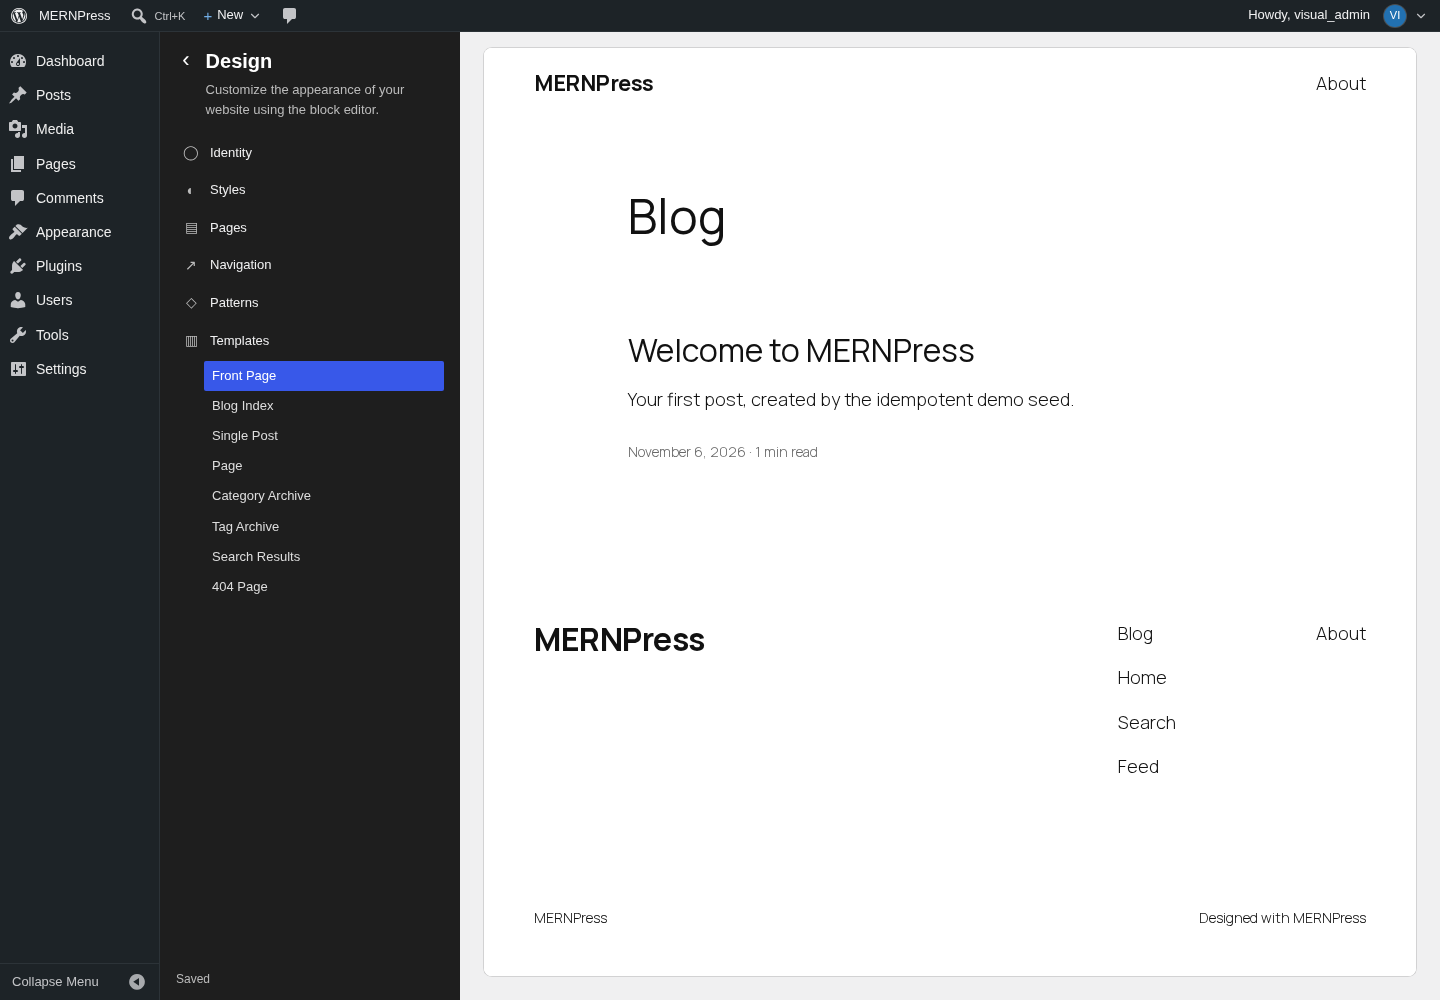 MERNPress
Ctrl+K
+ New
Howdy, visual_admin
VI
Dashboard
Posts
Media
Pages
Comments
Appearance
Plugins
Users
Tools
Settings
Collapse Menu
Design
Customize the appearance of your
website using the block editor.
Identity
Styles
Pages
Navigation
Patterns
Templates
Front Page
Blog Index
Single Post
Page
Category Archive
Tag Archive
Search Results
404 Page
Saved
MERNPress
About
Blog
Welcome to MERNPress
Your first post, created by the idempotent demo seed.
November 6, 2026 · 1 min read
MERNPress
Blog
Home
Search
Feed
About
MERNPress
Designed with MERNPress